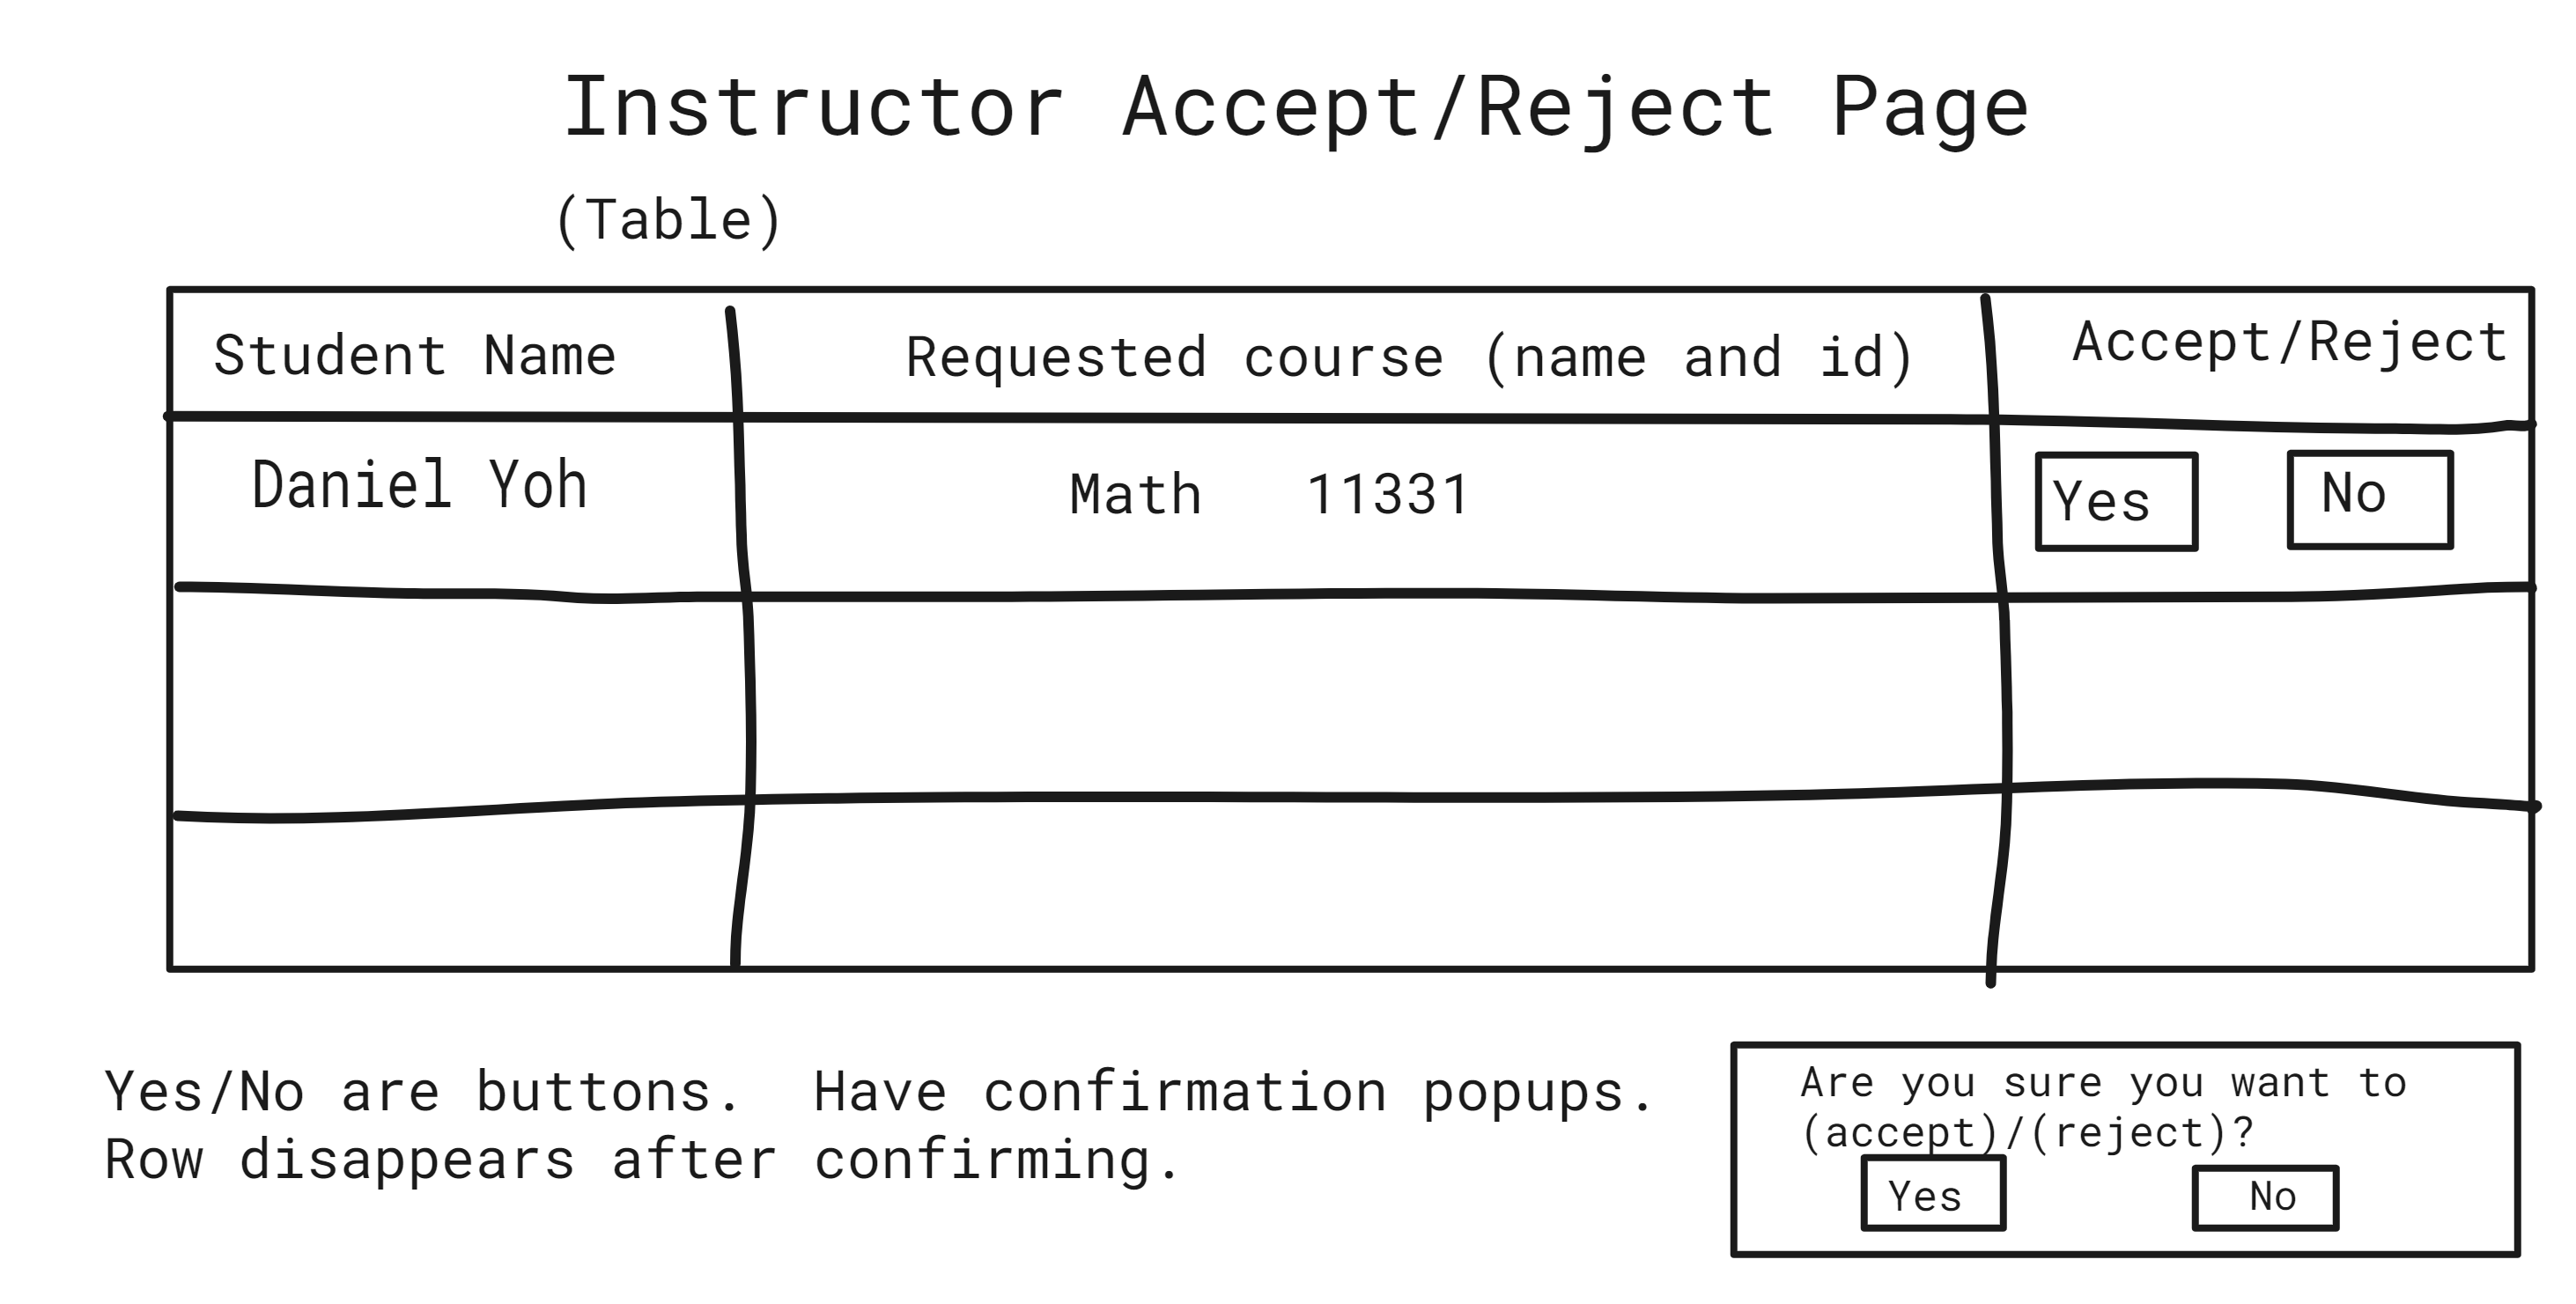 Instructor Accept/Reject Page
(Table)
Student Name Requested course (name and id) Accept/Reject
Daniel Yoh Math 11331 Yes No
Yes/No are buttons. Have confirmation popups.
Row disappears after confirming.
Are you sure you want to
(accept)/(reject)?
Yes No